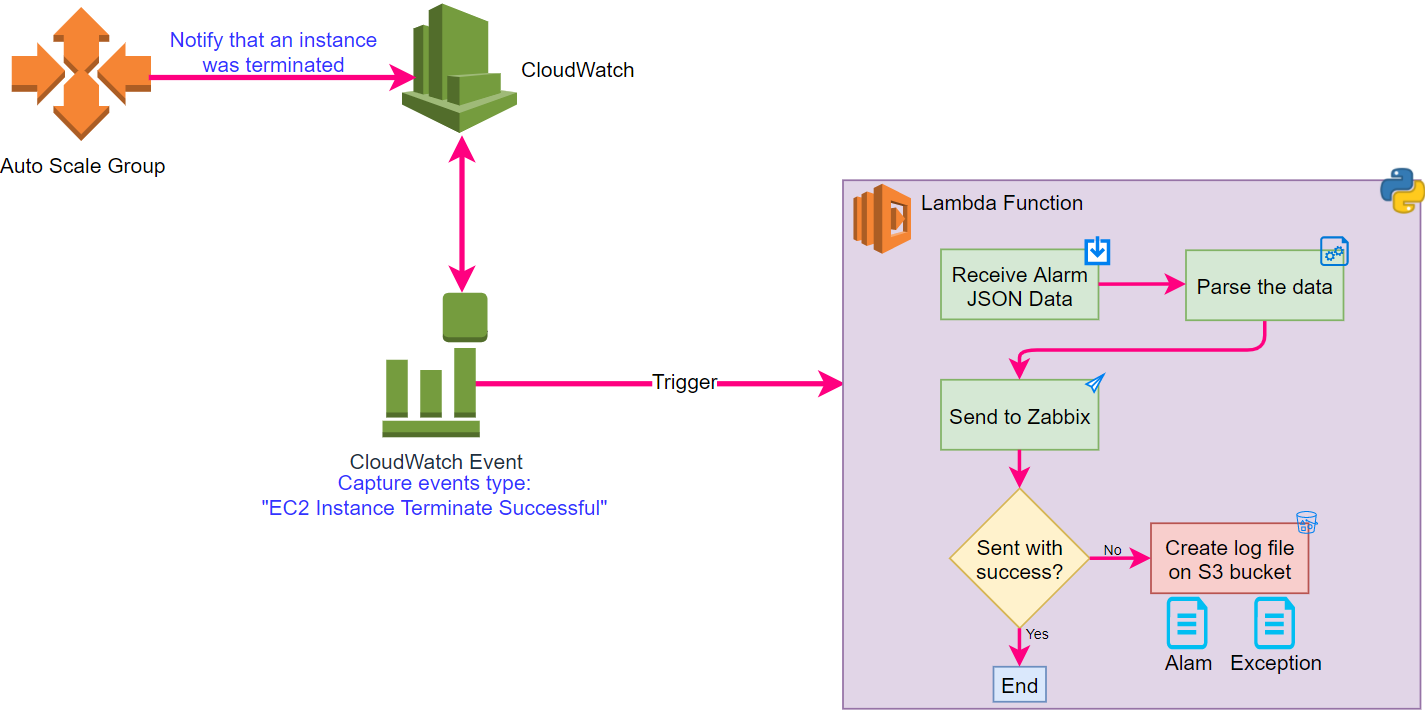 Notify that an instance
was terminated
CloudWatch
Auto Scale Group
Lambda Function
Receive Alarm
JSON Data
Parse the data
Trigger
Send to Zabbix
CloudWatch Event
Capture events type:
"EC2 Instance Terminate Successful"
Sent with
success?
No
Create log file
on S3 bucket
Yes
Alam
Exception
End